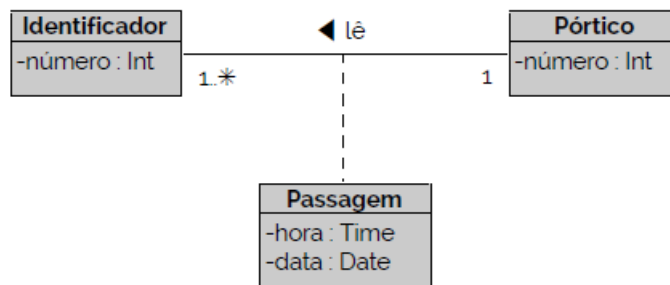 Identificador
-número : Int
◀ lê
1..*
1
Pórtico
-número : Int
Passagem
-hora : Time
-data : Date